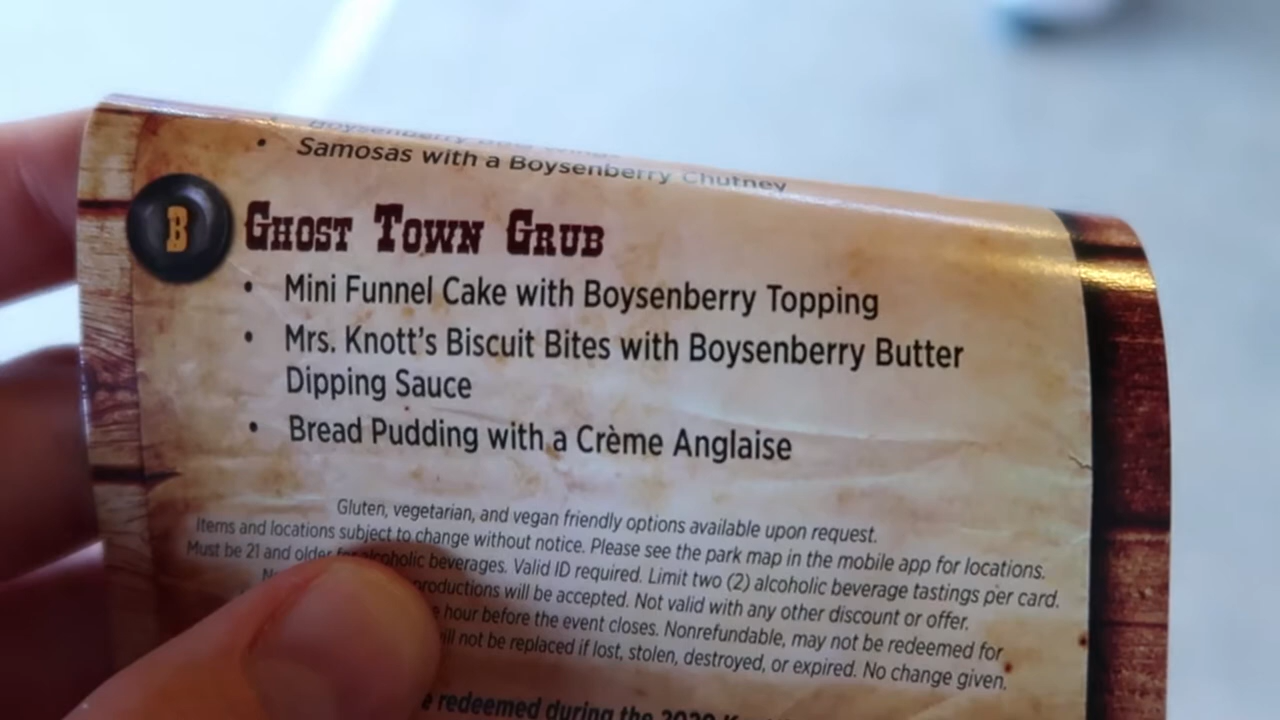 Boysenberry
• Samosas with a Boysenberry Chutney
B GHOST TOWN GRUB
• Mini Funnel Cake with Boysenberry Topping
• Mrs. Knott's Biscuit Bites with Boysenberry Butter
Dipping Sauce
• Bread Pudding with a Crème Anglaise
Gluten, vegetarian, and vegan friendly options available upon request.
Items and locations subject to change without notice. Please see the park map in the mobile app for locations.
Must be 21 and older for alcoholic beverages. Valid ID required. Limit two (2) alcoholic beverage tastings per card.
will be accepted. Not valid with any other discount or offer.
hour before the event closes. Nonrefundable, may not be redeemed for
not be replaced if lost, stolen, destroyed, or expired. No change given.
redeemed during the